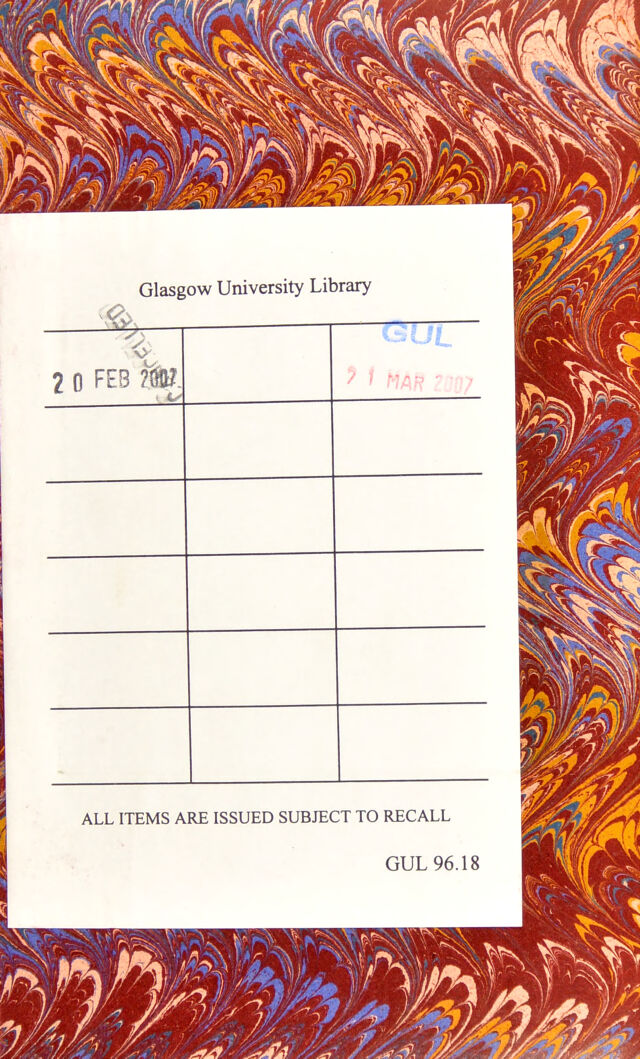 Glasgow University Library
CANCELLED
GUL
20 FEB 2007
21 MAR 2007
ALL ITEMS ARE ISSUED SUBJECT TO RECALL
GUL 96.18